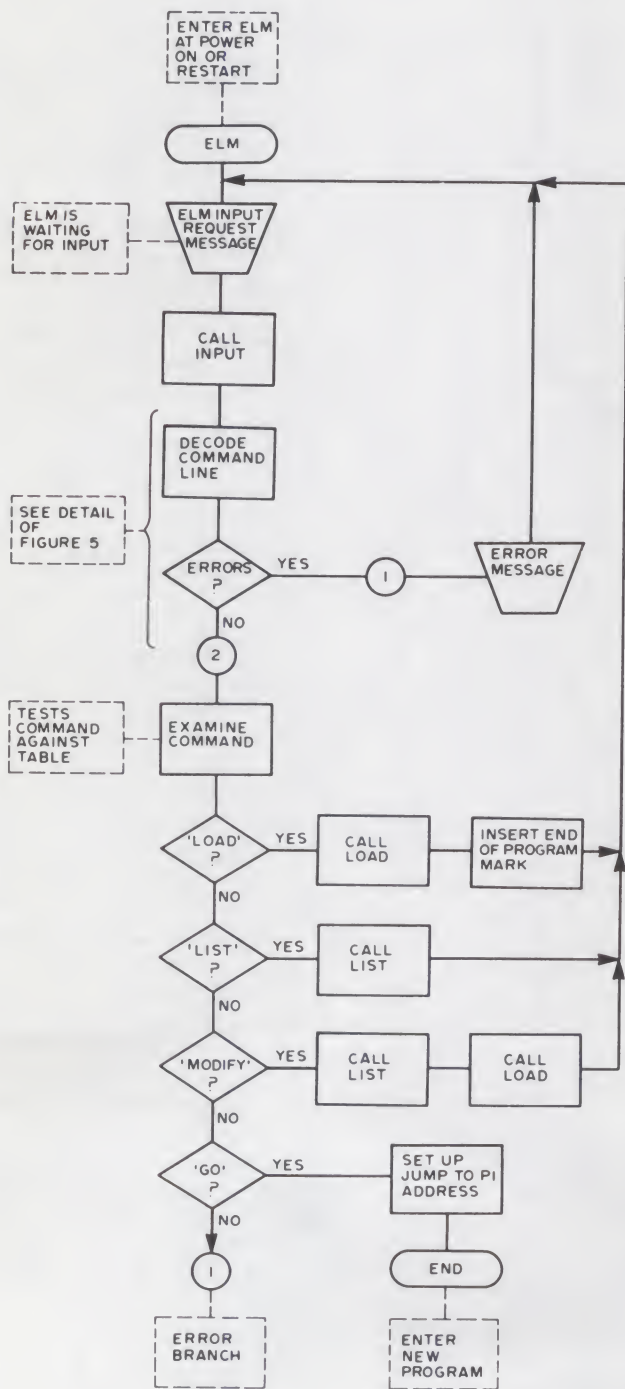 ENTER ELM
AT POWER
ON OR
RESTART
ELM
ELM IS
WAITING
FOR INPUT
ELM INPUT
REQUEST
MESSAGE
CALL
INPUT
DECODE
COMMAND
LINE
SEE DETAIL
OF
FIGURE 5
ERRORS
?
YES
1
ERROR
MESSAGE
NO
2
TESTS
COMMAND
AGAINST
TABLE
EXAMINE
COMMAND
'LOAD'
?
YES
CALL
LOAD
INSERT END
OF PROGRAM
MARK
NO
'LIST'
?
YES
CALL
LIST
NO
'MODIFY'
?
YES
CALL
LIST
CALL
LOAD
NO
'GO'
?
YES
SET UP
JUMP TO P1
ADDRESS
NO
1
END
ERROR
BRANCH
ENTER
NEW
PROGRAM